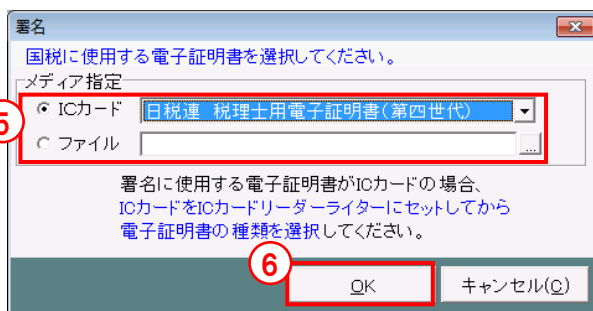 署名
国税に使用する電子証明書を選択してください。
メディア指定
5
ICカード 日税連 税理士用電子証明書(第四世代)
ファイル ...
署名に使用する電子証明書がICカードの場合、
ICカードをICカードリーダーライターにセットしてから
電子証明書の種類を選択してください。
6
OK キャンセル(C)